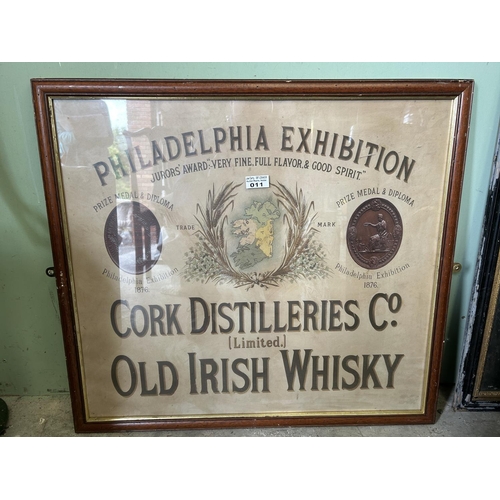 PHILADELPHIA EXHIBITION
JURORS' AWARD:- "VERY FINE, FULL FLAVOR, & GOOD SPIRIT."
011
PRIZE MEDAL & DIPLOMA
PRIZE MEDAL & DIPLOMA
TRADE MARK
Philadelphia Exhibition
1876.
Philadelphia Exhibition
1876.
CORK DISTILLERIES CO.
(Limited.)
OLD IRISH WHISKY